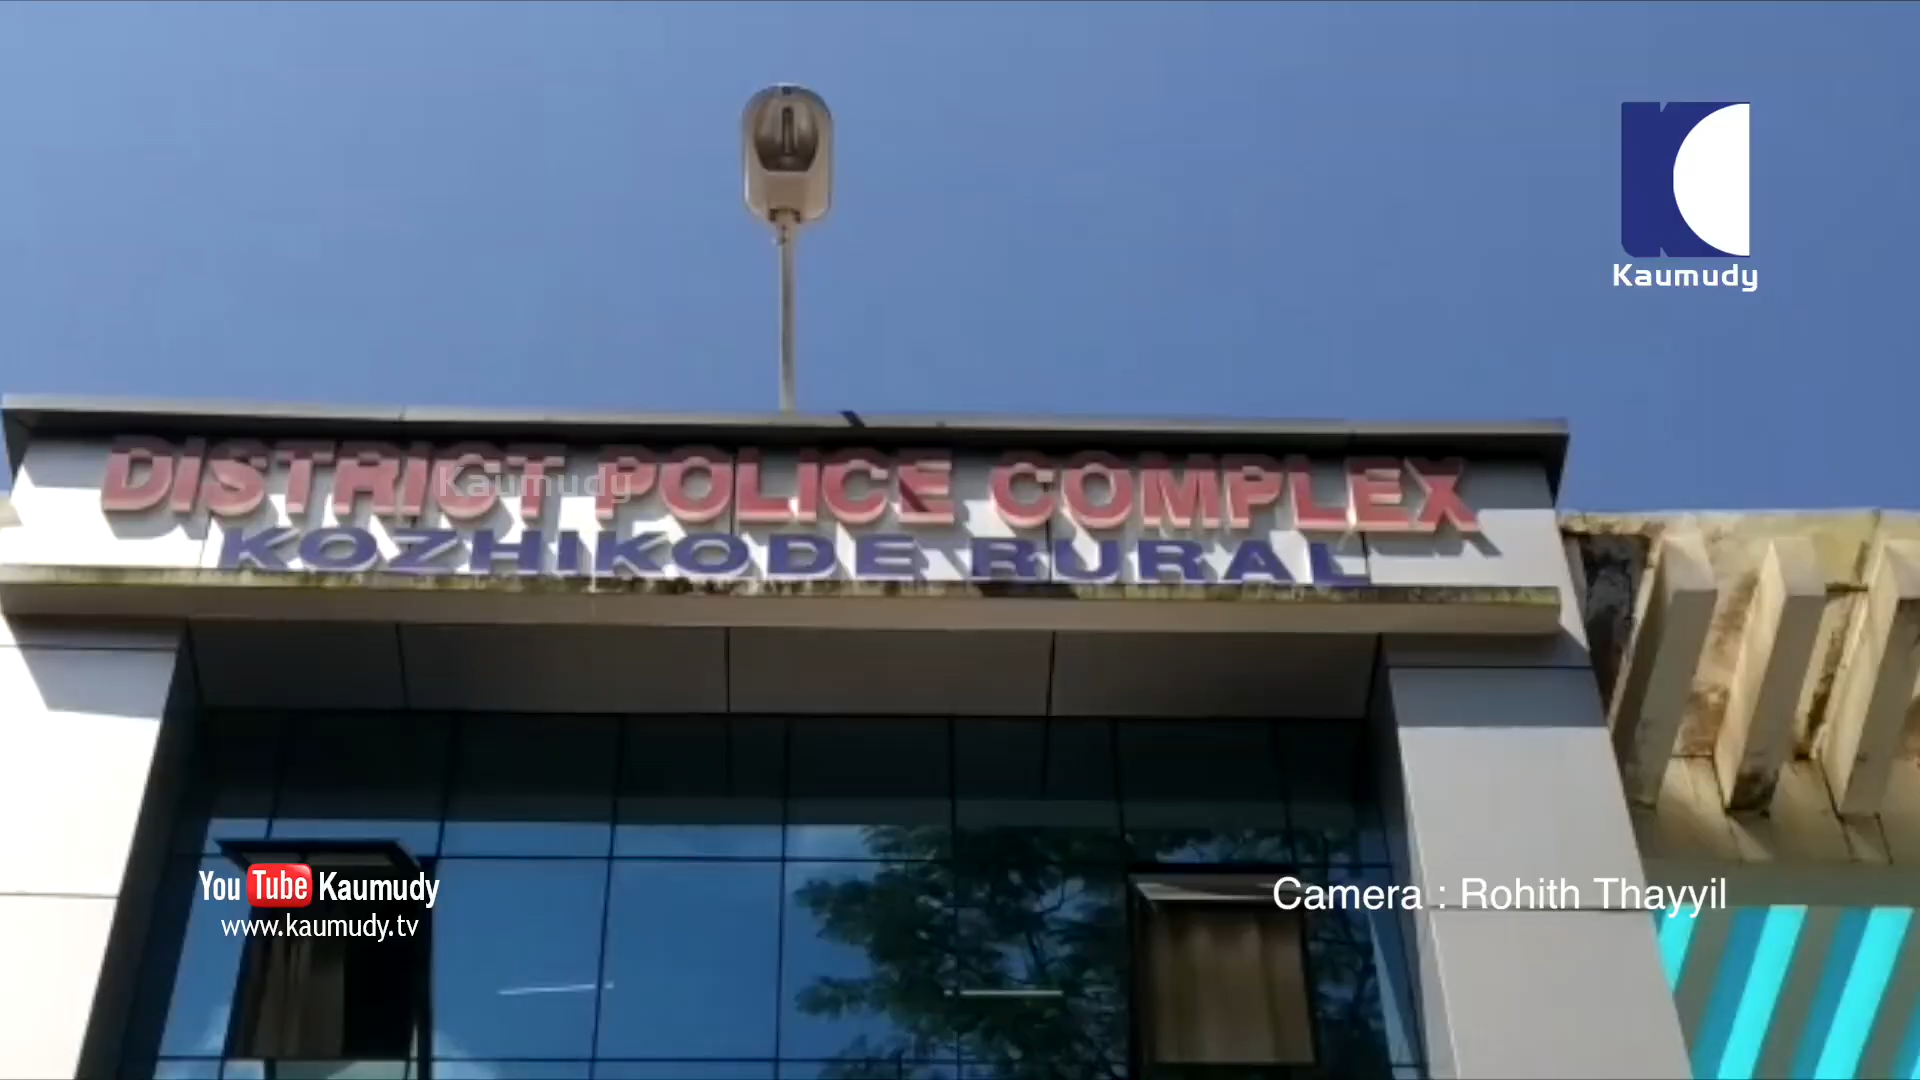 Kaumudy
DISTRICT POLICE COMPLEX
Kaumudy
KOZHIKODE RURAL
You Tube Kaumudy
www.kaumudy.tv
Camera : Rohith Thayyil